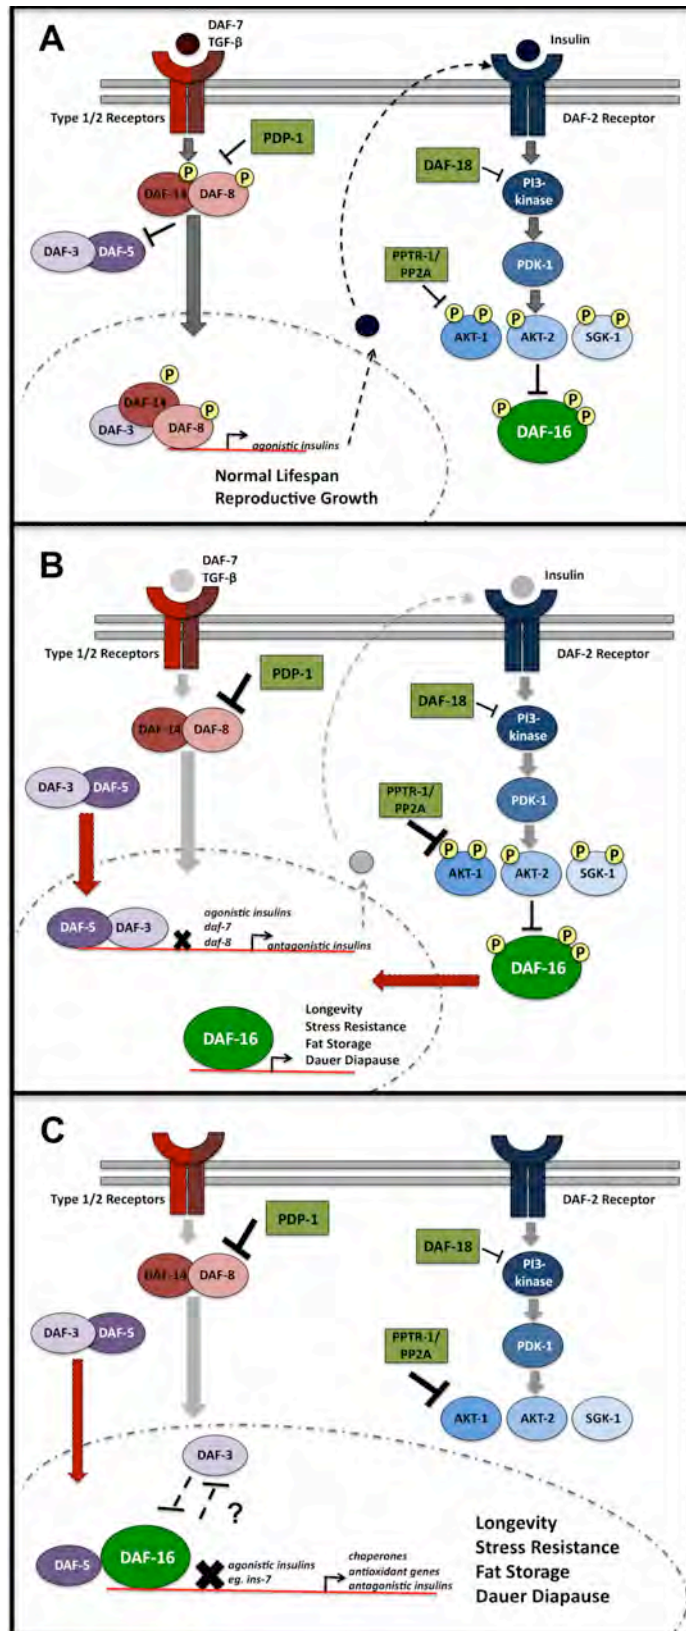 A
DAF-7
TGF-β
Insulin
Type 1/2 Receptors
DAF-2 Receptor
PDP-1
P
P
DAF-14
DAF-8
DAF-18
PI3-
kinase
DAF-3
DAF-5
PPTR-1/
PP2A
PDK-1
P
P
P
P
P
AKT-1
AKT-2
SGK-1
P
DAF-14
P
DAF-3
DAF-8
agonistic insulins
P
P
P
DAF-16
Normal Lifespan
Reproductive Growth
B
DAF-7
TGF-β
Insulin
Type 1/2 Receptors
DAF-2 Receptor
PDP-1
DAF-14
DAF-8
DAF-18
PI3-
kinase
DAF-3
DAF-5
PPTR-1/
PP2A
PDK-1
P
P
P
P
P
AKT-1
AKT-2
SGK-1
DAF-5
DAF-3
agonistic insulins
daf-7
daf-8
antagonistic insulins
P
P
P
DAF-16
DAF-16
Longevity
Stress Resistance
Fat Storage
Dauer Diapause
C
Type 1/2 Receptors
DAF-2 Receptor
PDP-1
DAF-14
DAF-8
DAF-18
PI3-
kinase
DAF-3
DAF-5
PPTR-1/
PP2A
PDK-1
AKT-1
AKT-2
SGK-1
DAF-3
?
DAF-5
DAF-16
agonistic insulins
eg. ins-7
chaperones
antioxidant genes
antagonistic insulins
Longevity
Stress Resistance
Fat Storage
Dauer Diapause